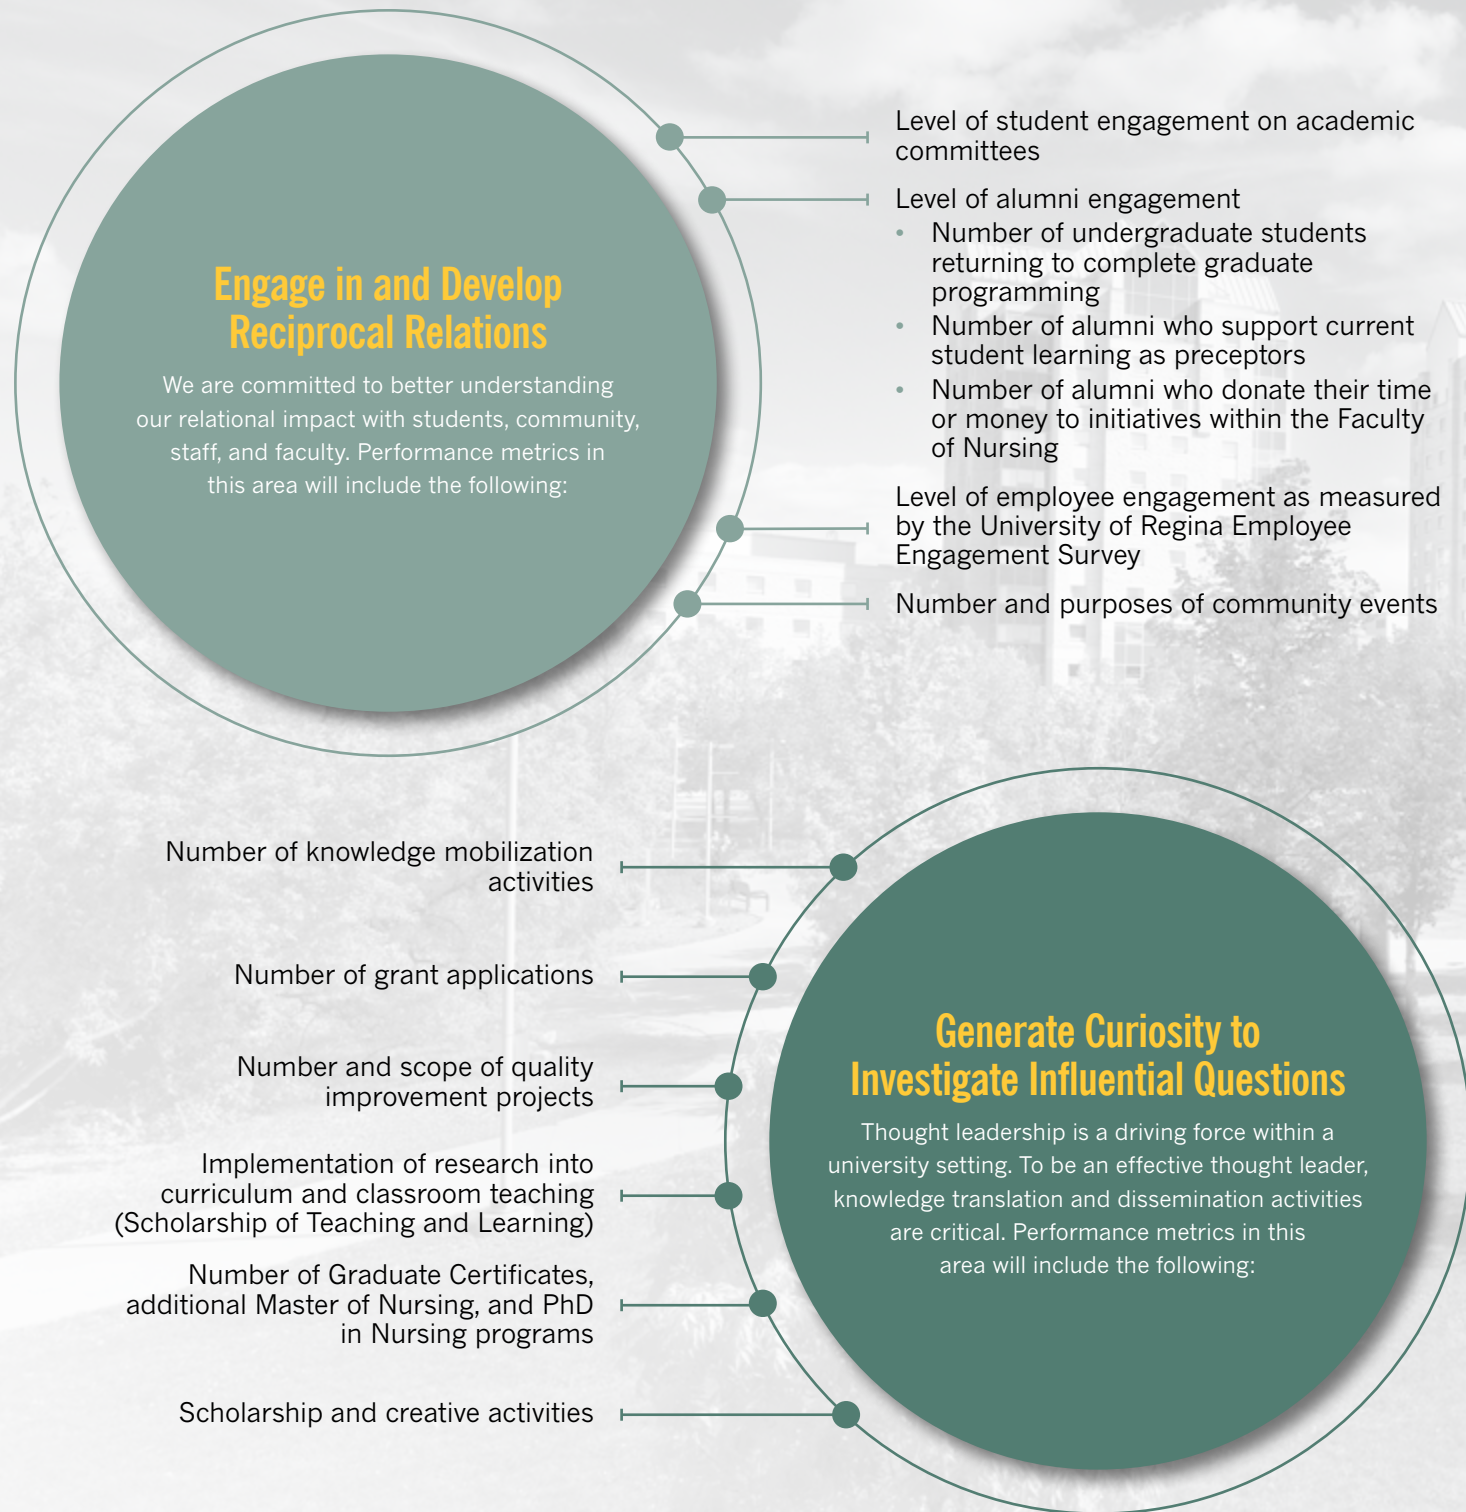 Engage in and Develop
Reciprocal Relations
We are committed to better understanding
our relational impact with students, community,
staff, and faculty. Performance metrics in
this area will include the following:
Level of student engagement on academic
committees
Level of alumni engagement
• Number of undergraduate students
returning to complete graduate
programming
• Number of alumni who support current
student learning as preceptors
• Number of alumni who donate their time
or money to initiatives within the Faculty
of Nursing
Level of employee engagement as measured
by the University of Regina Employee
Engagement Survey
Number and purposes of community events
Generate Curiosity to
Investigate Influential Questions
Thought leadership is a driving force within a
university setting. To be an effective thought leader,
knowledge translation and dissemination activities
are critical. Performance metrics in this
area will include the following:
Number of knowledge mobilization
activities
Number of grant applications
Number and scope of quality
improvement projects
Implementation of research into
curriculum and classroom teaching
(Scholarship of Teaching and Learning)
Number of Graduate Certificates,
additional Master of Nursing, and PhD
in Nursing programs
Scholarship and creative activities